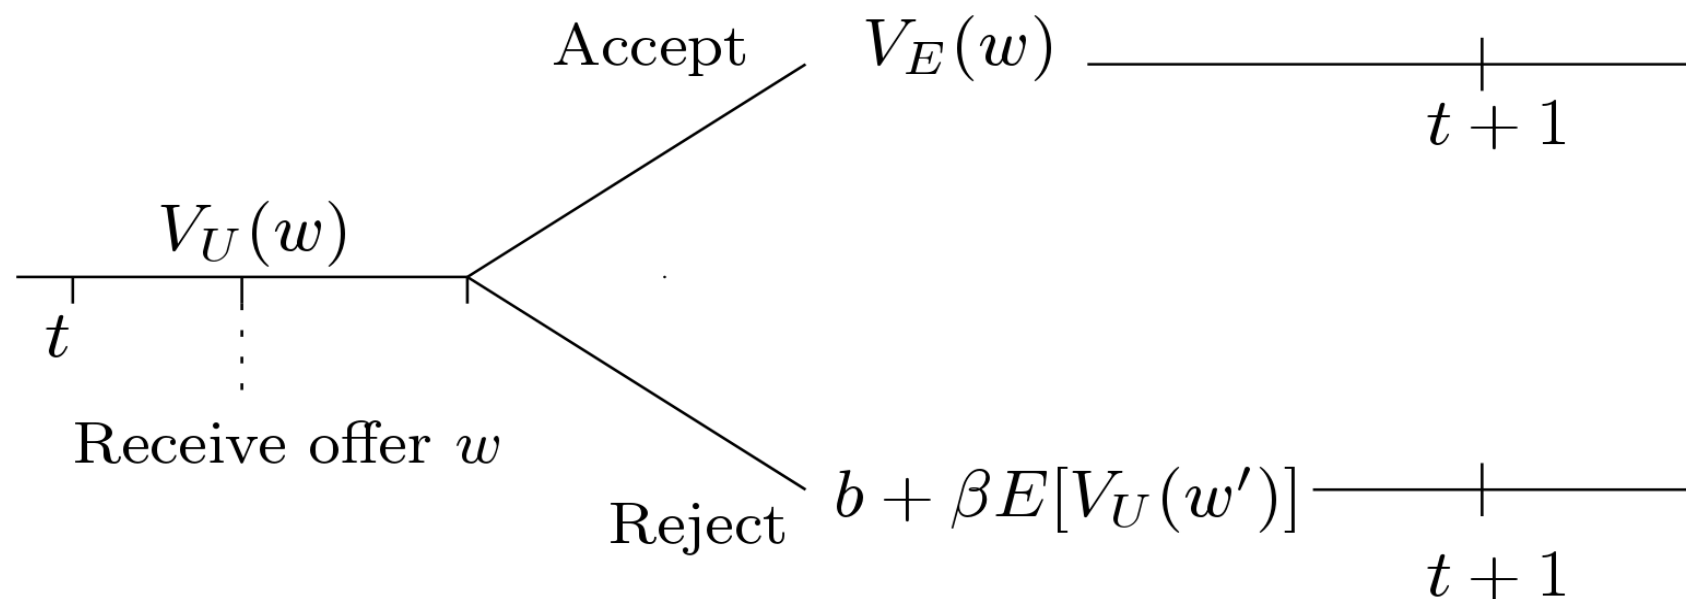 Accept
V_E(w)
t + 1
V_U(w)
t
Receive offer w
Reject
b + βE[V_U(w′)]
t + 1